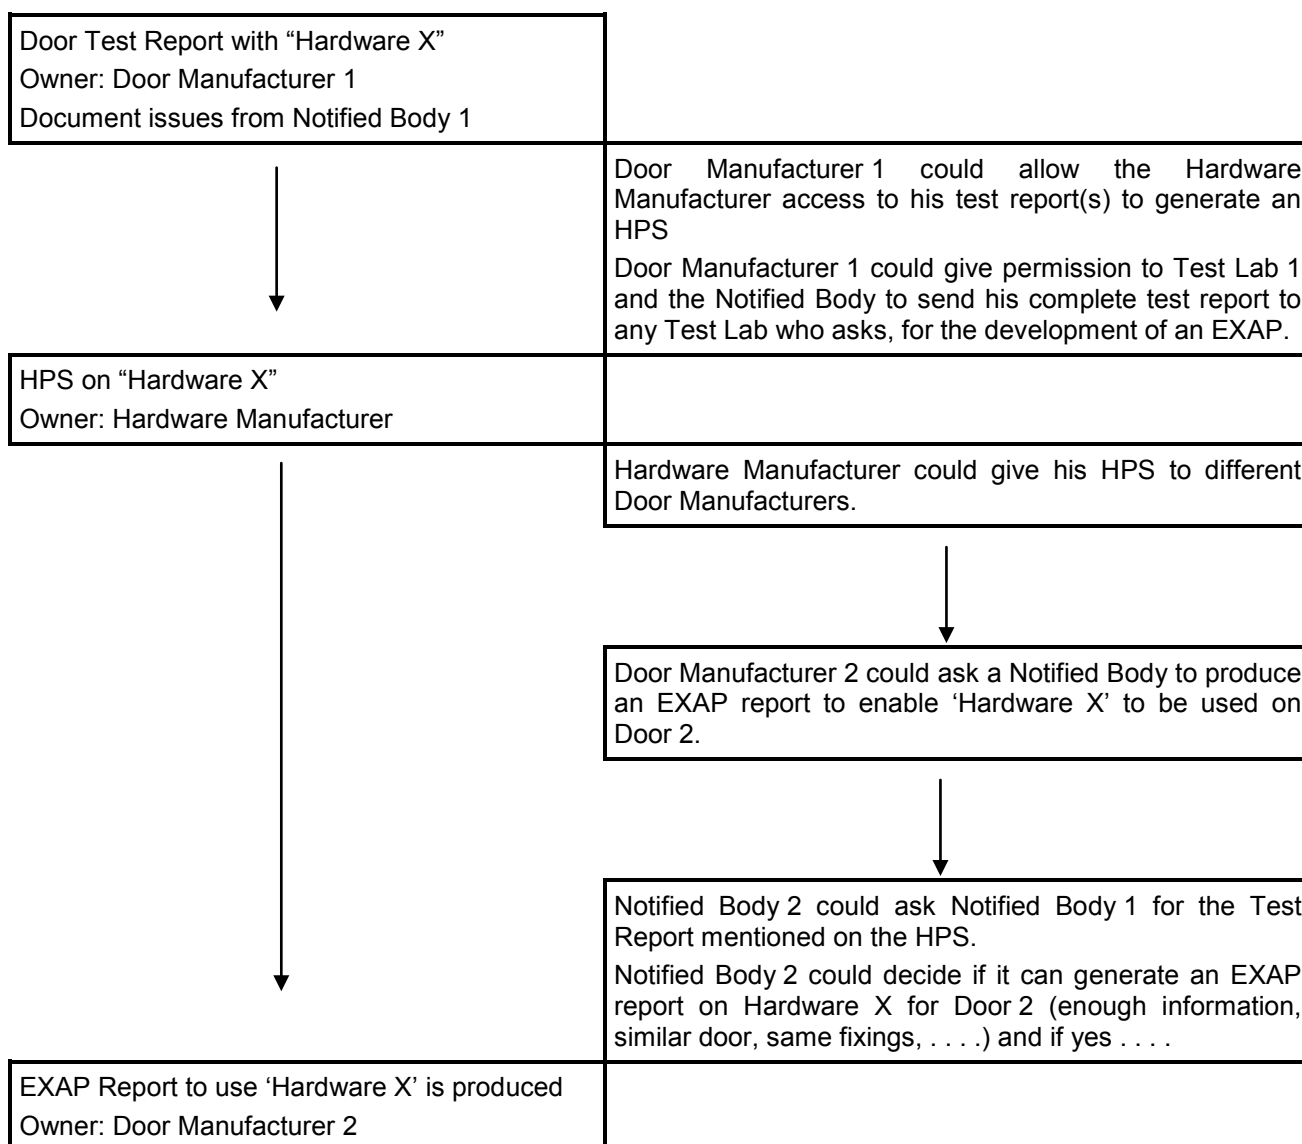 Door Test Report with “Hardware X”
Owner: Door Manufacturer 1
Document issues from Notified Body 1
Door Manufacturer 1 could allow the Hardware
Manufacturer access to his test report(s) to generate an
HPS
Door Manufacturer 1 could give permission to Test Lab 1
and the Notified Body to send his complete test report to
any Test Lab who asks, for the development of an EXAP.
HPS on “Hardware X”
Owner: Hardware Manufacturer
Hardware Manufacturer could give his HPS to different
Door Manufacturers.
Door Manufacturer 2 could ask a Notified Body to produce
an EXAP report to enable ‘Hardware X’ to be used on
Door 2.
Notified Body 2 could ask Notified Body 1 for the Test
Report mentioned on the HPS.
Notified Body 2 could decide if it can generate an EXAP
report on Hardware X for Door 2 (enough information,
similar door, same fixings, . . . .) and if yes . . . .
EXAP Report to use ‘Hardware X’ is produced
Owner: Door Manufacturer 2